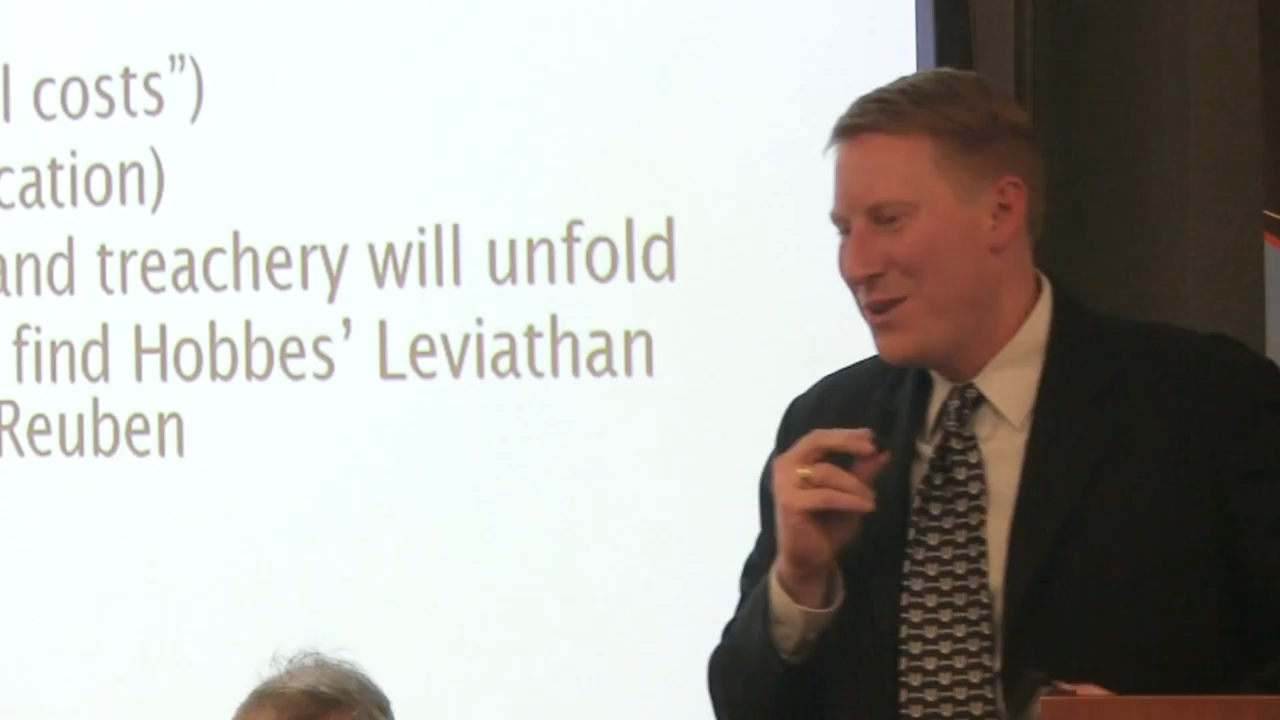 l costs”)
cation)
and treachery will unfold
find Hobbes’ Leviathan
Reuben